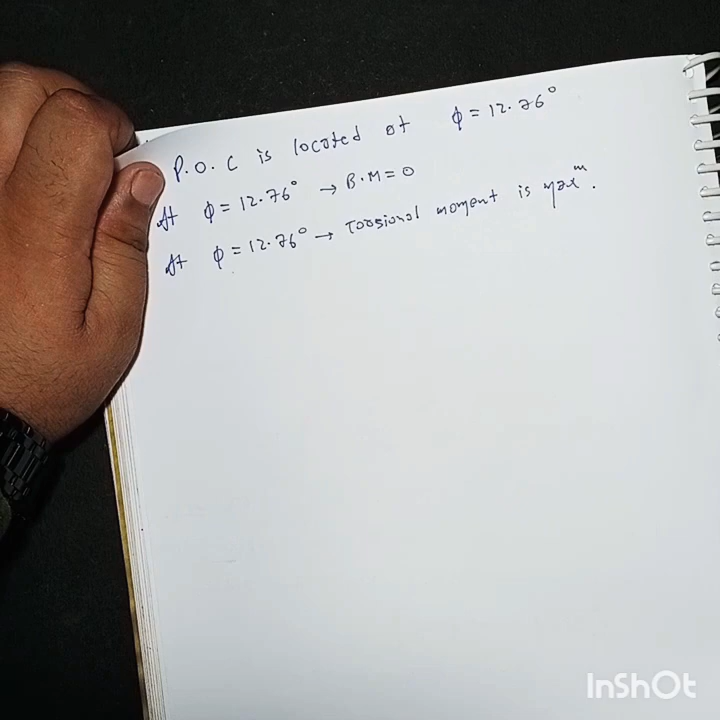 P.O.C is located at ϕ = 12.76°
At ϕ = 12.76° → B.M = 0
At ϕ = 12.76° → Torsional moment is maxᵐ.
InShOt